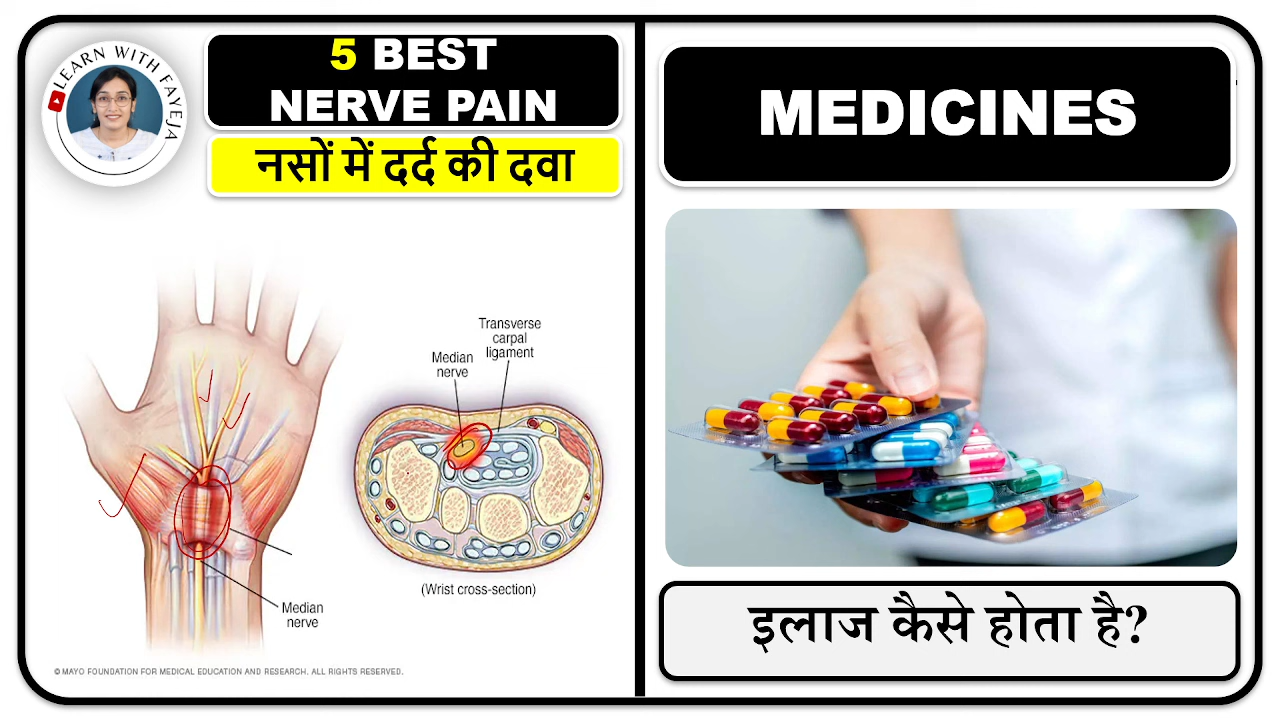 LEARN WITH FAYEJA
5 BEST
NERVE PAIN
नसों में दर्द की दवा
MEDICINES
Transverse
carpal
ligament
Median
nerve
(Wrist cross-section)
Median
nerve
© MAYO FOUNDATION FOR MEDICAL EDUCATION AND RESEARCH. ALL RIGHTS RESERVED.
इलाज कैसे होता है?